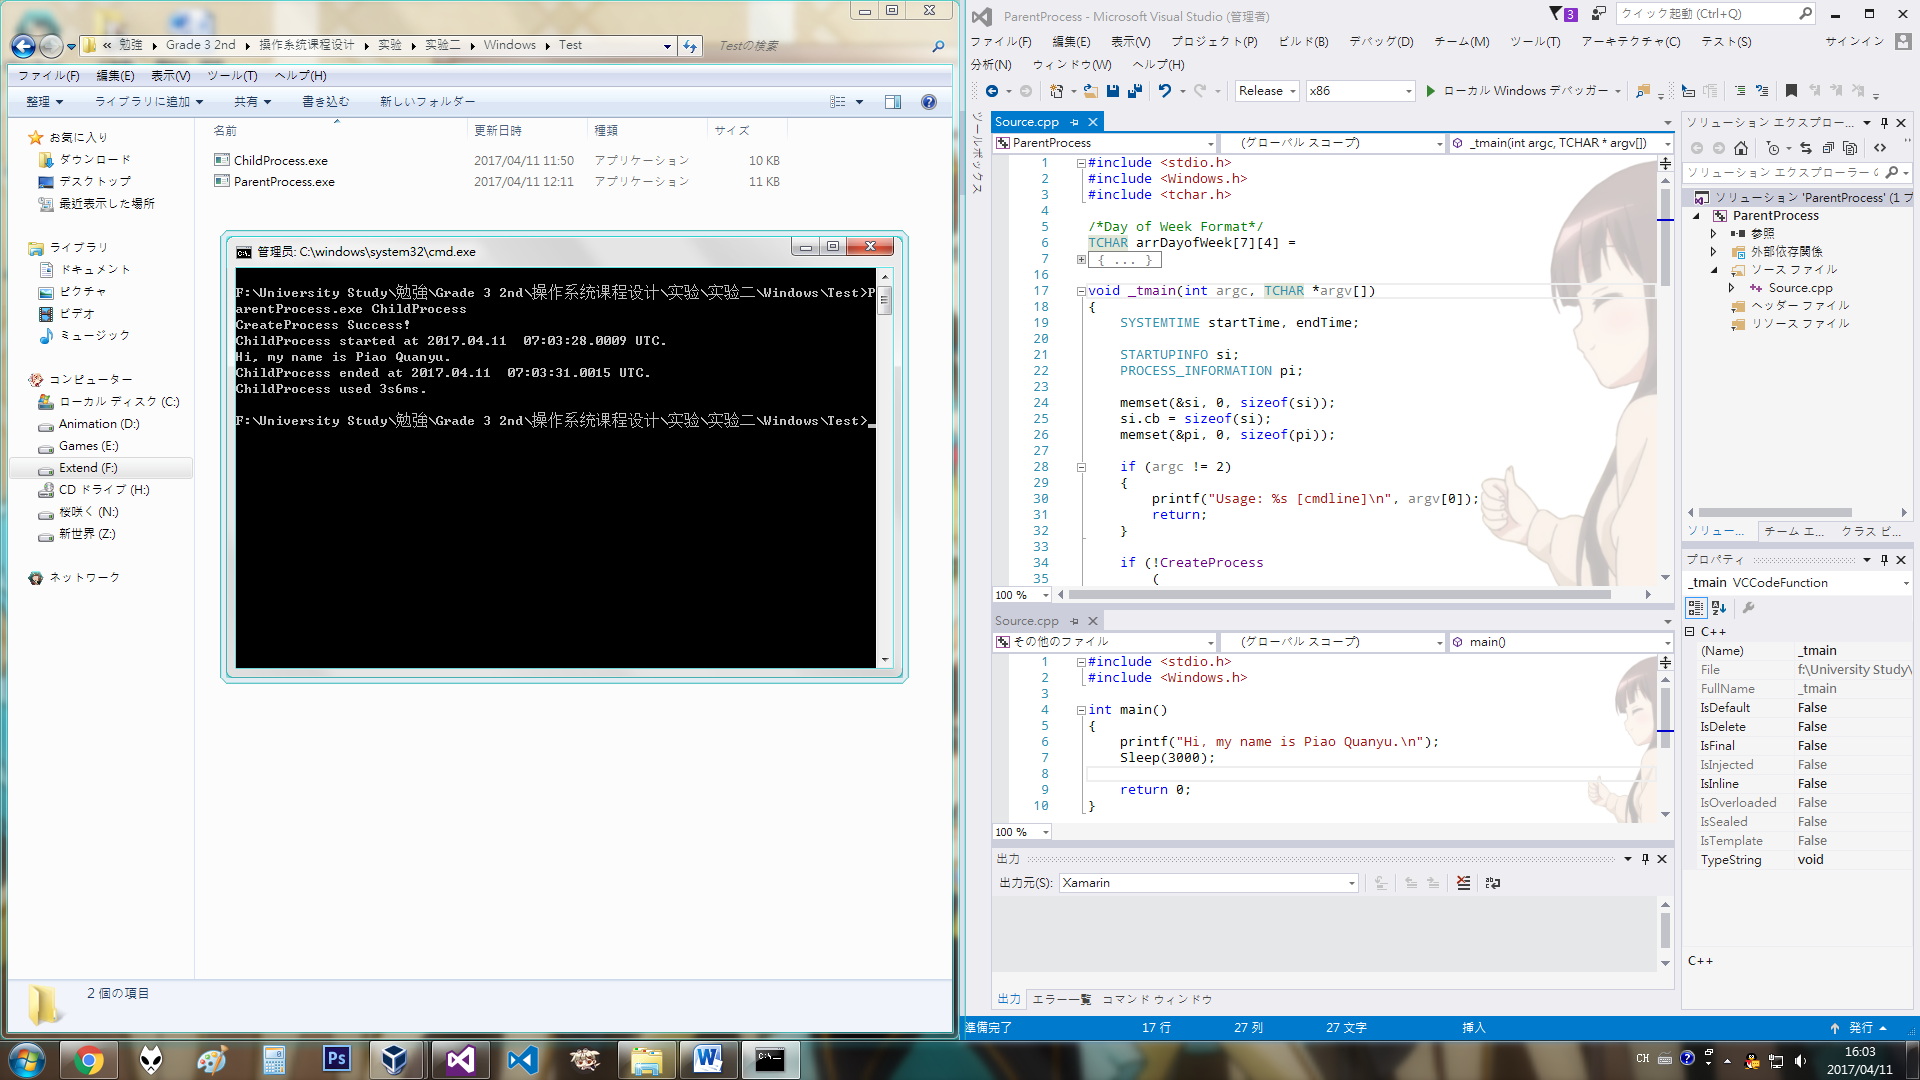 « 勉強 ▸ Grade 3 2nd ▸ 操作系统课程设计 ▸ 实验 ▸ 实验二 ▸ Windows ▸ Test
Testの検索
ファイル(F) 編集(E) 表示(V) ツール(T) ヘルプ(H)
整理 ライブラリに追加 共有 書き込む 新しいフォルダー
お気に入り
ダウンロード
デスクトップ
最近表示した場所
ライブラリ
ドキュメント
ピクチャ
ビデオ
ミュージック
コンピューター
ローカル ディスク (C:)
Animation (D:)
Games (E:)
Extend (F:)
CD ドライブ (H:)
桜咲く (N:)
新世界 (Z:)
ネットワーク
名前 更新日時 種類 サイズ
ChildProcess.exe 2017/04/11 11:50 アプリケーション 10 KB
ParentProcess.exe 2017/04/11 12:11 アプリケーション 11 KB
管理员: C:\windows\system32\cmd.exe
F:\University Study\勉強\Grade 3 2nd\操作系统课程设计\实验\实验二\Windows\Test>P
arentProcess.exe ChildProcess
CreateProcess Success!
ChildProcess started at 2017.04.11  07:03:28.0009 UTC.
Hi, my name is Piao Quanyu.
ChildProcess ended at 2017.04.11  07:03:31.0015 UTC.
ChildProcess used 3s6ms.
F:\University Study\勉強\Grade 3 2nd\操作系统课程设计\实验\实验二\Windows\Test>
2 個の項目
ParentProcess - Microsoft Visual Studio (管理者)
3
クイック起動 (Ctrl+Q)
ファイル(F) 編集(E) 表示(V) プロジェクト(P) ビルド(B) デバッグ(D) チーム(M) ツール(T) アーキテクチャ(C) テスト(S) サインイン
分析(N) ウィンドウ(W) ヘルプ(H)
Release x86 ローカル Windows デバッガー
ツールボックス
Source.cpp
ParentProcess (グローバル スコープ) _tmain(int argc, TCHAR * argv[])
1 #include <stdio.h>
2 #include <Windows.h>
3 #include <tchar.h>
4
5 /*Day of Week Format*/
6 TCHAR arrDayofWeek[7][4] =
7 { ... }
16
17 void _tmain(int argc, TCHAR *argv[])
18 {
19 SYSTEMTIME startTime, endTime;
20
21 STARTUPINFO si;
22 PROCESS_INFORMATION pi;
23
24 memset(&si, 0, sizeof(si));
25 si.cb = sizeof(si);
26 memset(&pi, 0, sizeof(pi));
27
28 if (argc != 2)
29 {
30 printf("Usage: %s [cmdline]\n", argv[0]);
31 return;
32 }
33
34 if (!CreateProcess
35 (
100 %
Source.cpp
その他のファイル (グローバル スコープ) main()
1 #include <stdio.h>
2 #include <Windows.h>
3
4 int main()
5 {
6 printf("Hi, my name is Piao Quanyu.\n");
7 Sleep(3000);
8
9 return 0;
10 }
100 %
出力
出力元(S): Xamarin
出力 エラー一覧 コマンド ウィンドウ
準備完了 17 行 27 列 27 文字 挿入 発行
ソリューション エクスプロー...
ソリューション エクスプローラー の
ソリューション 'ParentProcess' (1 プ
ParentProcess
参照
外部依存関係
ソース ファイル
Source.cpp
ヘッダー ファイル
リソース ファイル
ソリュー... チーム エ... クラス ビ...
プロパティ
_tmain VCCodeFunction
C++
(Name) _tmain
File f:\University Study\
FullName _tmain
IsDefault False
IsDelete False
IsFinal False
IsInjected False
IsInline False
IsOverloaded False
IsSealed False
IsTemplate False
TypeString void
C++
Ps
CH
16:03
2017/04/11